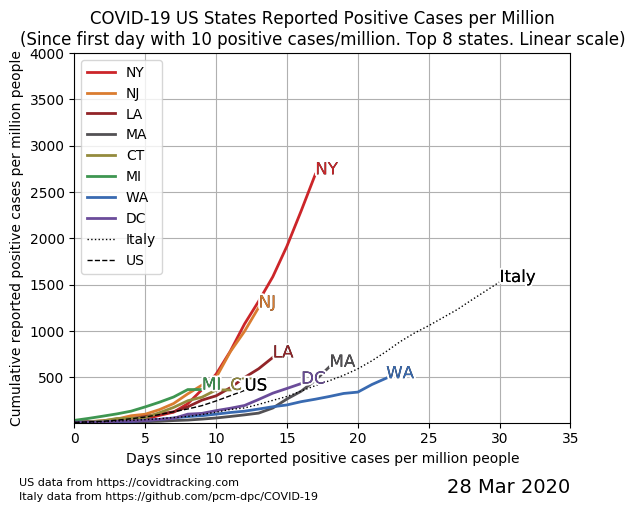 COVID-19 US States Reported Positive Cases per Million
(Since first day with 10 positive cases/million. Top 8 states. Linear scale)
Cumulative reported positive cases per million people
4000
3500
3000
2500
2000
1500
1000
500
NY
NJ
LA
MA
CT
MI
WA
DC
Italy
US
NY
Italy
NJ
LA
MA
WA
DC
MI
C
US
0
5
10
15
20
25
30
35
Days since 10 reported positive cases per million people
US data from https://covidtracking.com
Italy data from https://github.com/pcm-dpc/COVID-19
28 Mar 2020